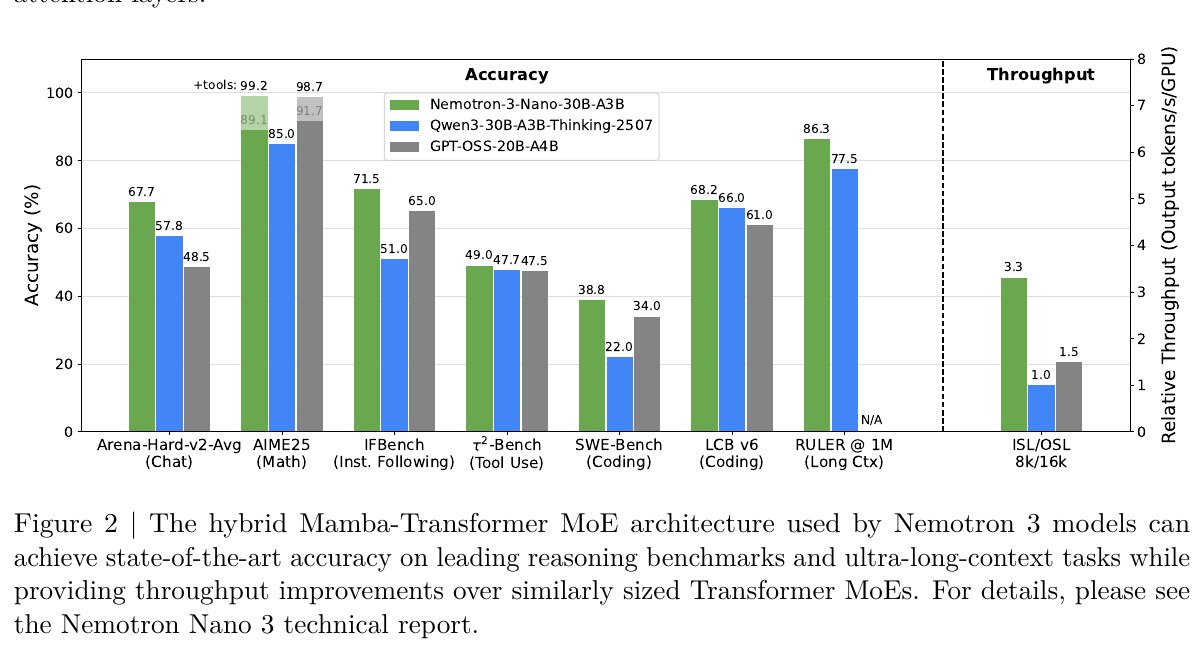 attention layers.
Accuracy
Throughput
+tools: 99.2
98.7
89.1
91.7
85.0
Nemotron-3-Nano-30B-A3B
Qwen3-30B-A3B-Thinking-2507
GPT-OSS-20B-A4B
67.7
57.8
48.5
71.5
51.0
65.0
49.0
47.7
47.5
38.8
22.0
34.0
68.2
66.0
61.0
86.3
77.5
N/A
3.3
1.0
1.5
Accuracy (%)
100
80
60
40
20
0
8
7
6
5
4
3
2
1
0
Relative Throughput (Output tokens/s/GPU)
Arena-Hard-v2-Avg
(Chat)
AIME25
(Math)
IFBench
(Inst. Following)
τ²-Bench
(Tool Use)
SWE-Bench
(Coding)
LCB v6
(Coding)
RULER @ 1M
(Long Ctx)
ISL/OSL
8k/16k
Figure 2 | The hybrid Mamba-Transformer MoE architecture used by Nemotron 3 models can
achieve state-of-the-art accuracy on leading reasoning benchmarks and ultra-long-context tasks while
providing throughput improvements over similarly sized Transformer MoEs. For details, please see
the Nemotron Nano 3 technical report.